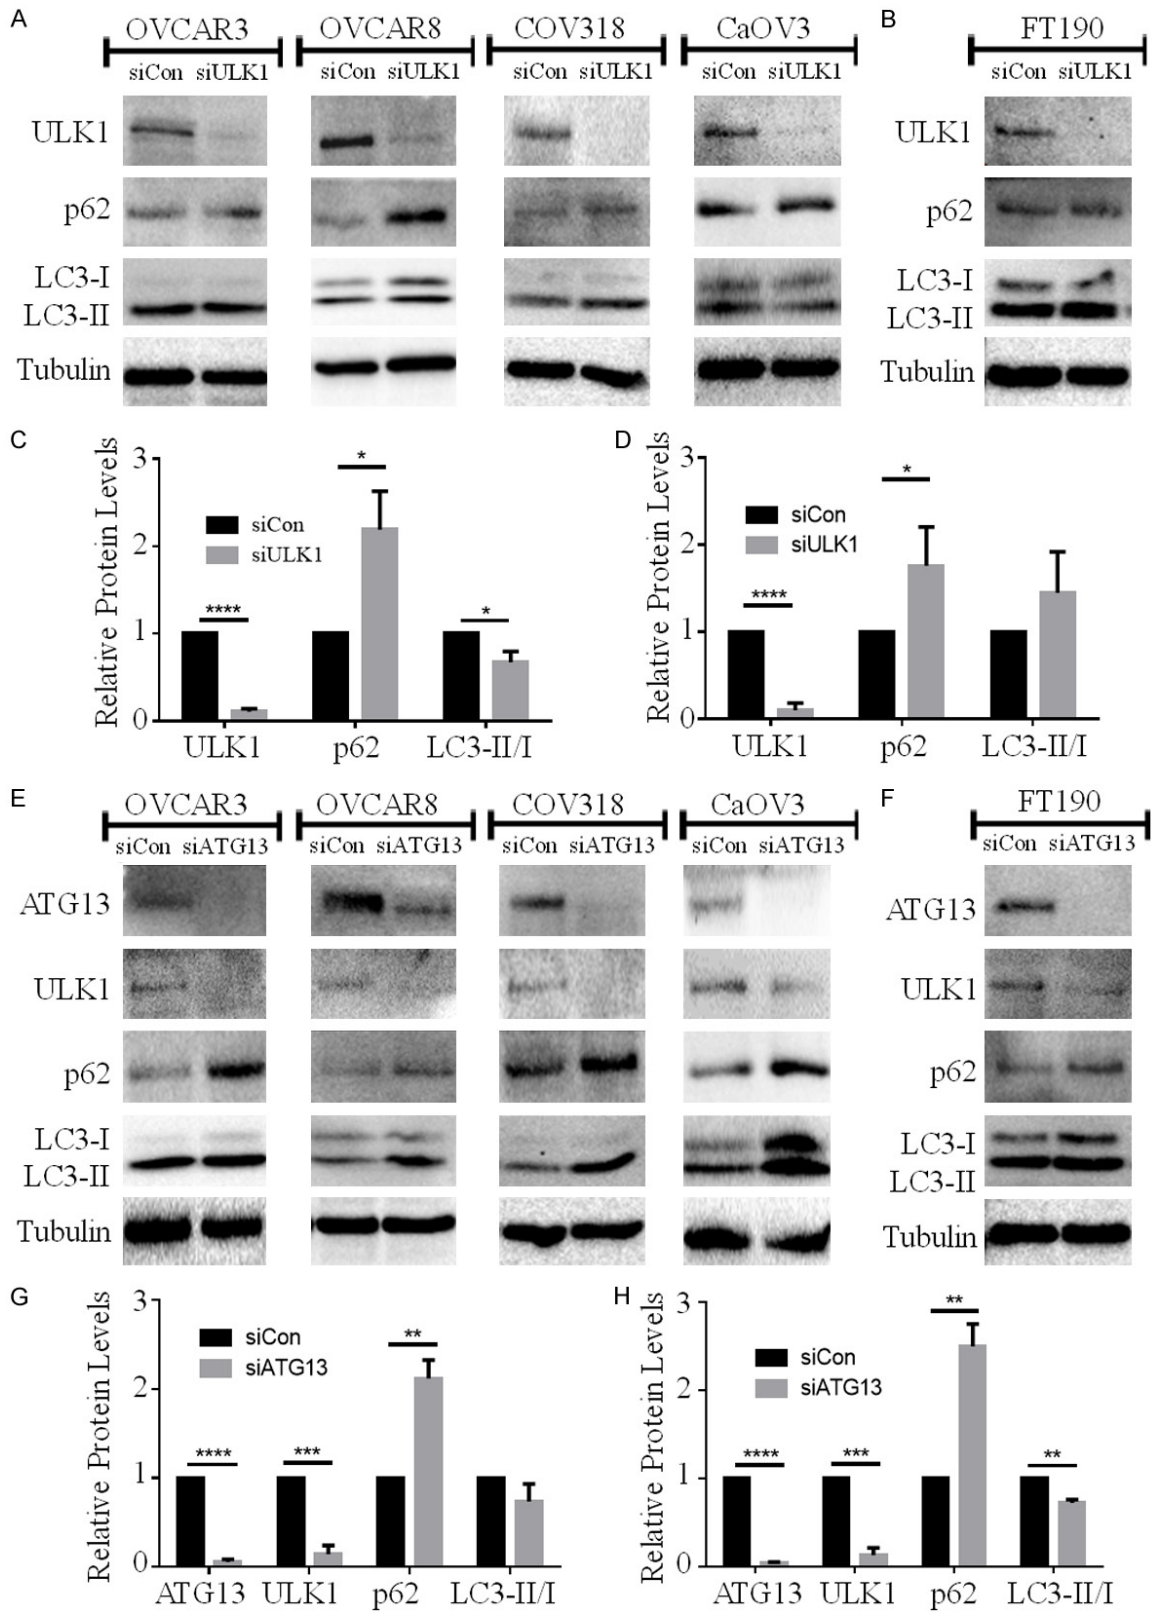 A
OVCAR3 OVCAR8 COV318 CaOV3
siCon siULK1 siCon siULK1 siCon siULK1 siCon siULK1
ULK1
p62
LC3-I
LC3-II
Tubulin
B
FT190
siCon siULK1
ULK1
p62
LC3-I
LC3-II
Tubulin
C
Relative Protein Levels
3
2
1
0
siCon
siULK1
**** * *
ULK1 p62 LC3-II/I
D
Relative Protein Levels
3
2
1
0
siCon
siULK1
**** *
ULK1 p62 LC3-II/I
E
OVCAR3 OVCAR8 COV318 CaOV3
siCon siATG13 siCon siATG13 siCon siATG13 siCon siATG13
ATG13
ULK1
p62
LC3-I
LC3-II
Tubulin
F
FT190
siCon siATG13
ATG13
ULK1
p62
LC3-I
LC3-II
Tubulin
G
Relative Protein Levels
3
2
1
0
siCon
siATG13
**** *** **
ATG13 ULK1 p62 LC3-II/I
H
Relative Protein Levels
3
2
1
0
siCon
siATG13
**** *** ** **
ATG13 ULK1 p62 LC3-II/I